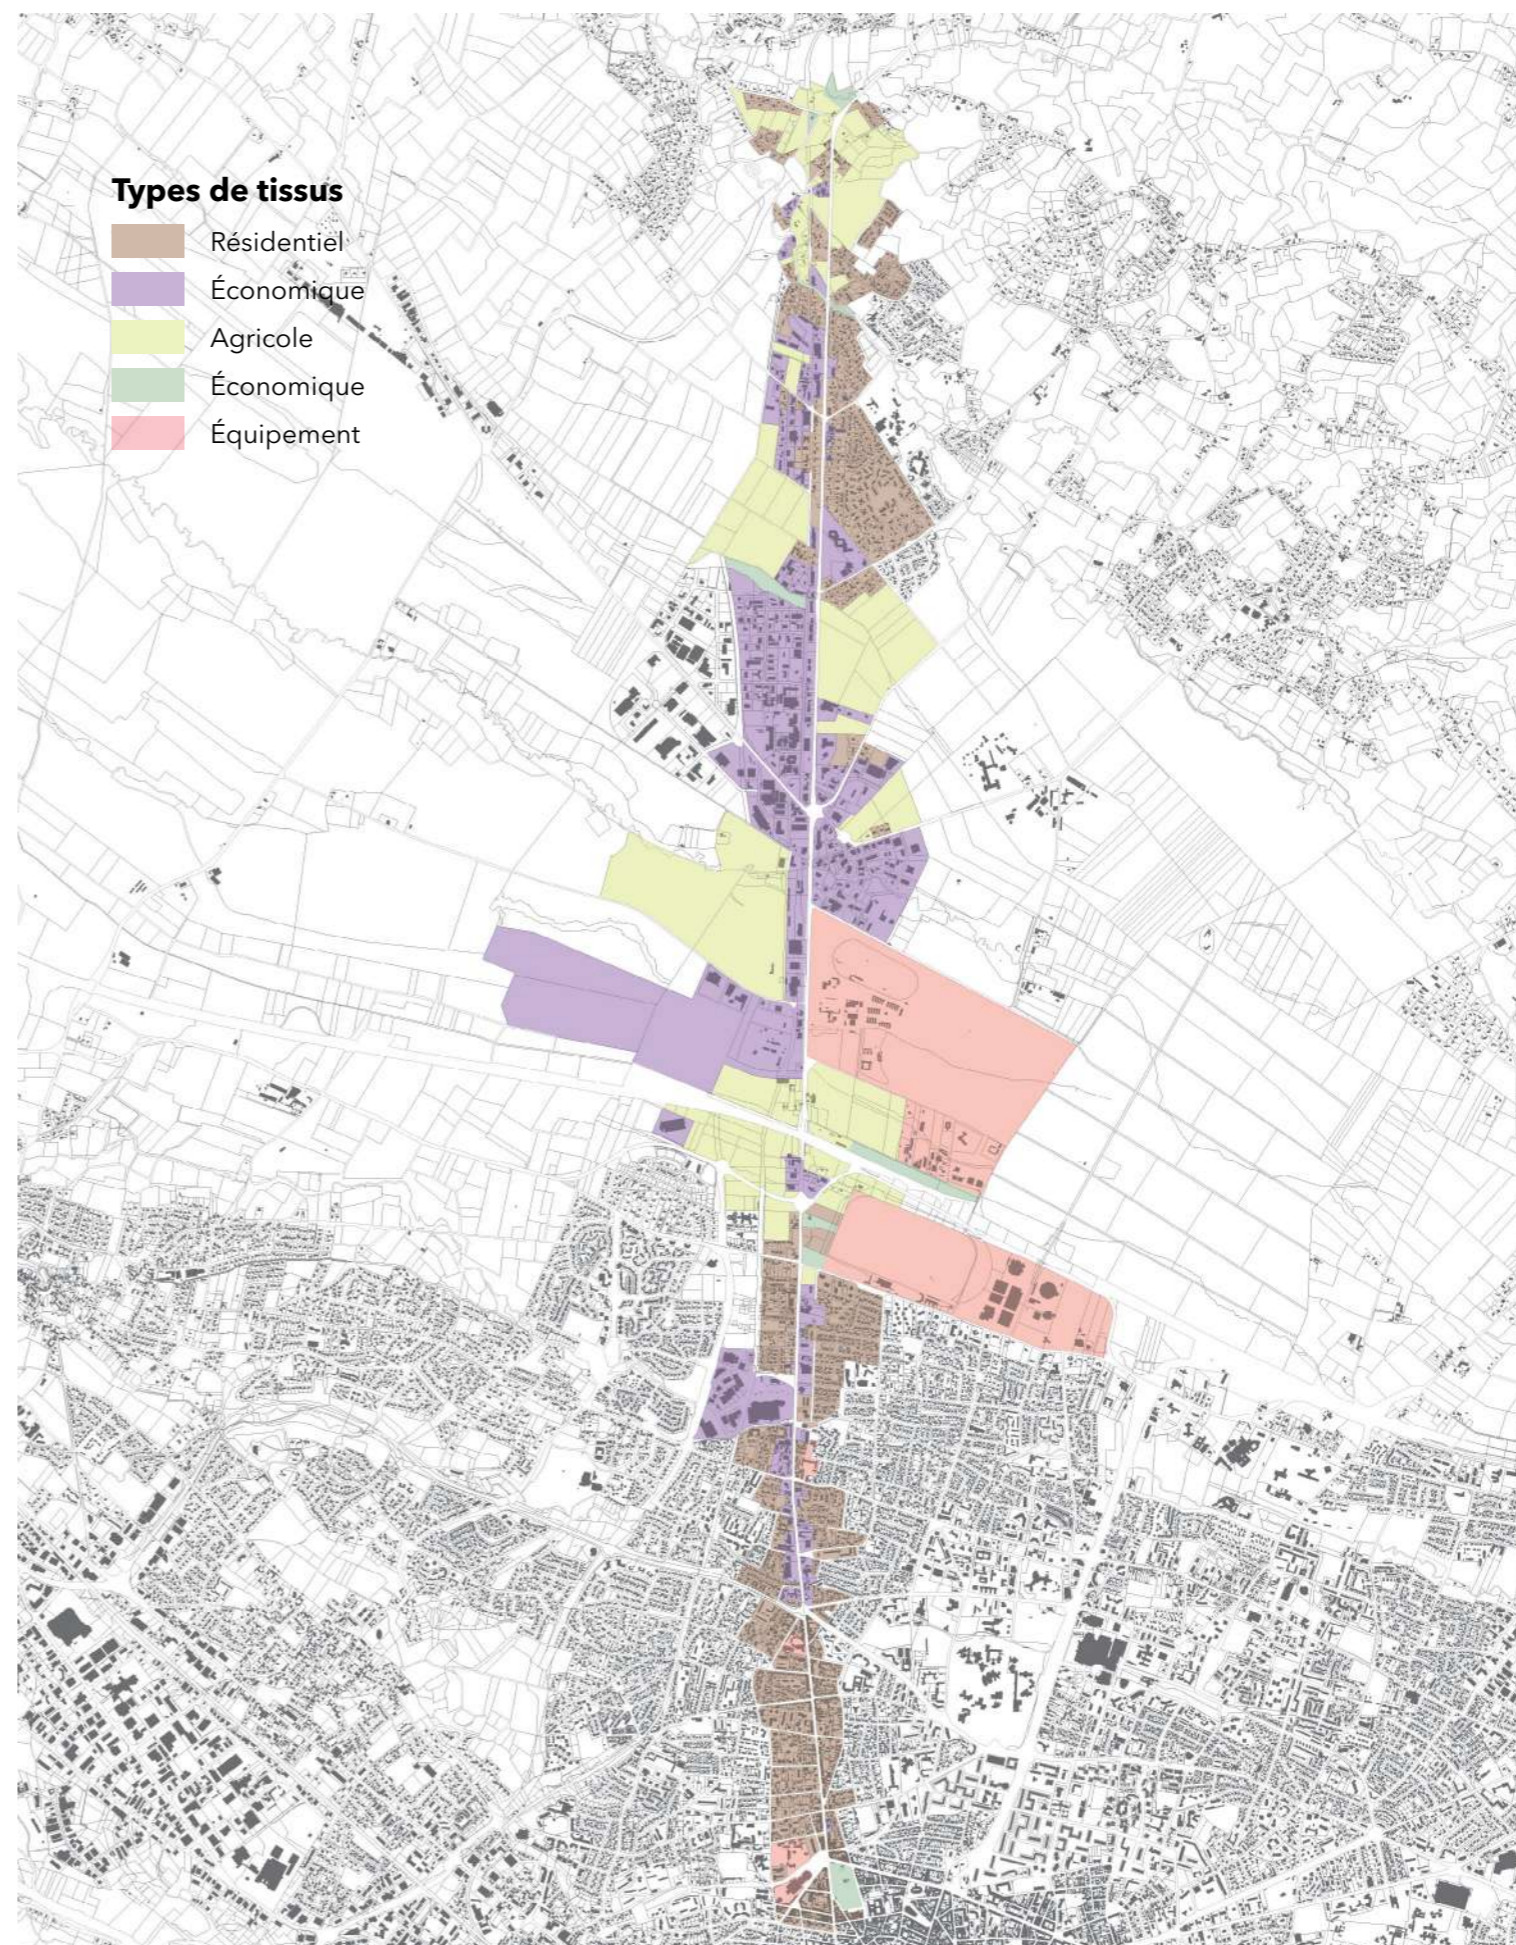 Types de tissus
Résidentiel
Économique
Agricole
Économique
Équipement